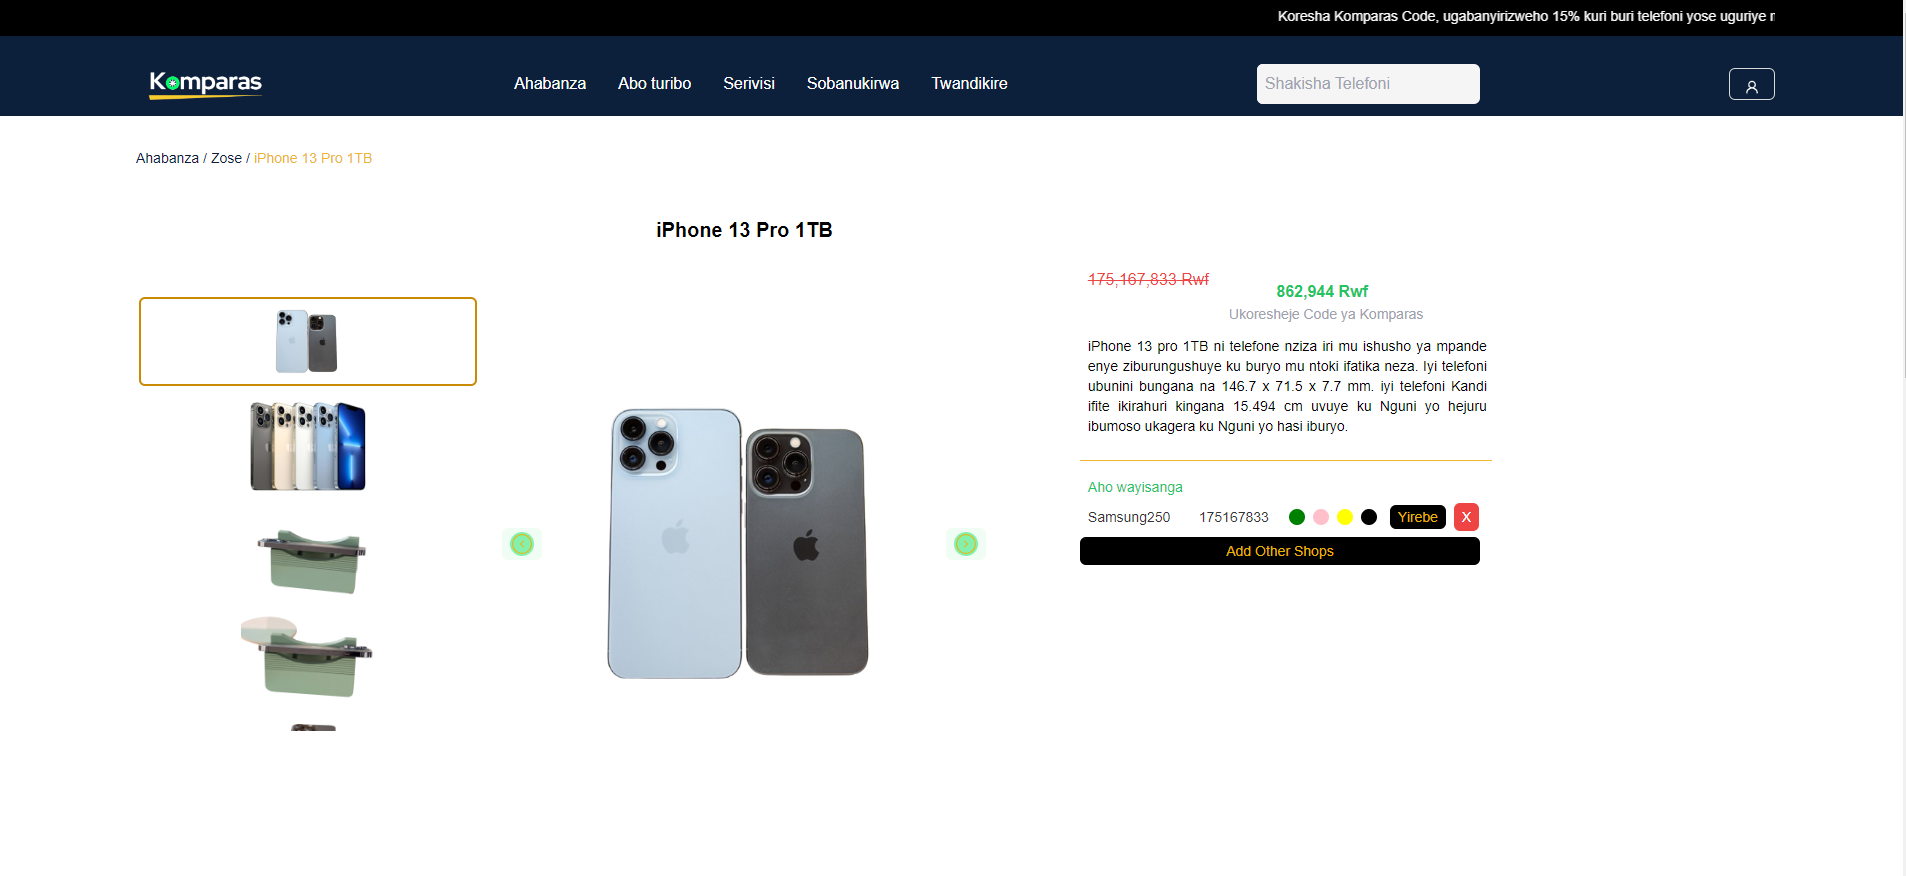 Koresha Komparas Code, ugabanyirizweho 15% kuri buri telefoni yose uguriye
Komparas
Ahabanza
Abo turibo
Serivisi
Sobanukirwa
Twandikire
Shakisha Telefoni
Ahabanza / Zose / iPhone 13 Pro 1TB
iPhone 13 Pro 1TB
175,167,833 Rwf
862,944 Rwf
Ukoresheje Code ya Komparas
iPhone 13 pro 1TB ni telefone nziza iri mu ishusho ya mpande
enye ziburungushuye ku buryo mu ntoki ifatika neza. Iyi telefoni
ubunini bungana na 146.7 x 71.5 x 7.7 mm. iyi telefoni Kandi
ifite ikirahuri kingana 15.494 cm uvuye ku Nguni yo hejuru
ibumoso ukagera ku Nguni yo hasi iburyo.
Aho wayisanga
Samsung250 175167833 Yirebe X
Add Other Shops